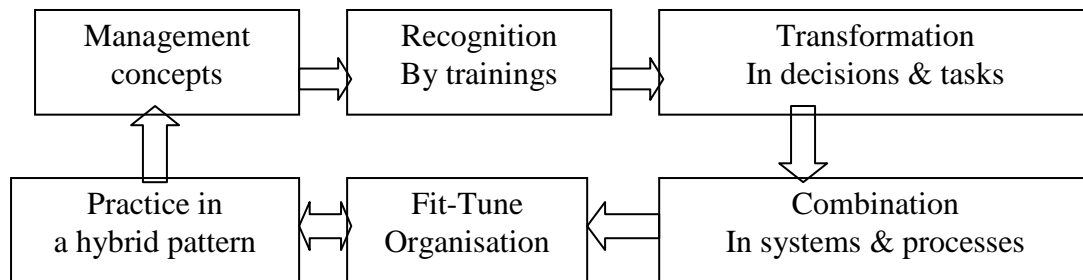 Management
concepts
Recognition
By trainings
Transformation
In decisions & tasks
Practice in
a hybrid pattern
Fit-Tune
Organisation
Combination
In systems & processes